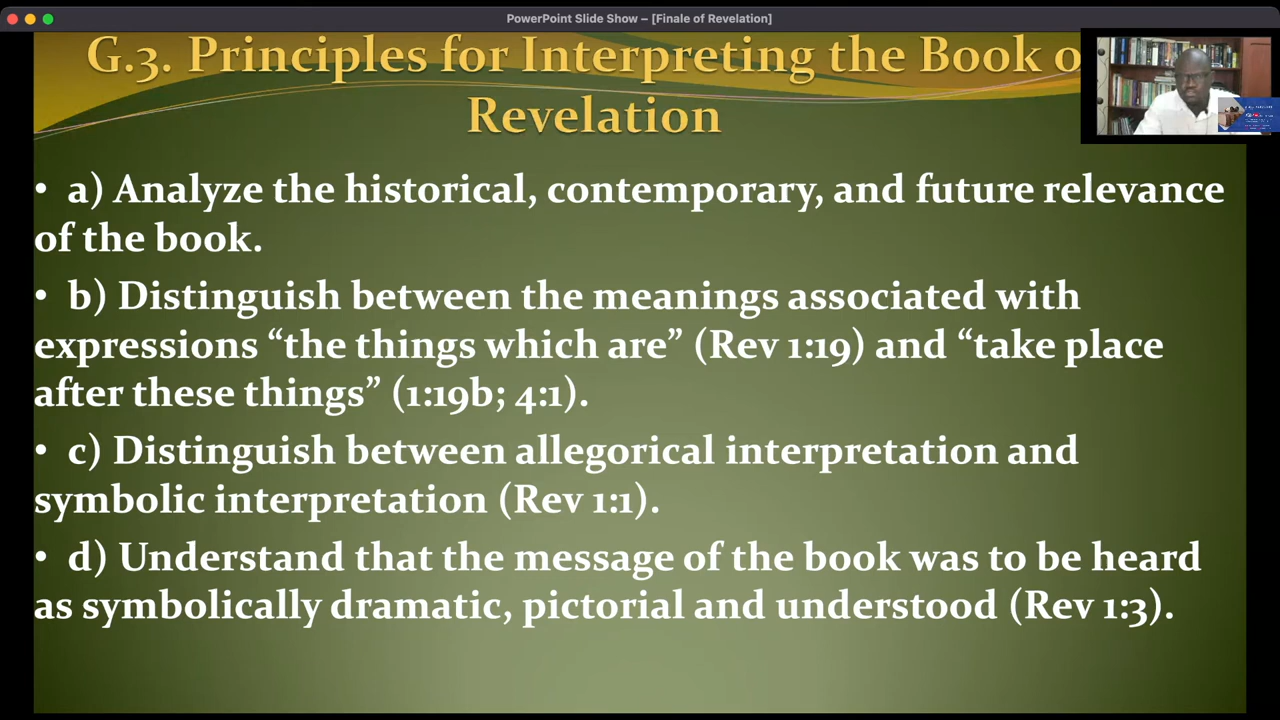 PowerPoint Slide Show – [Finale of Revelation]
G.3. Principles for Interpreting the Book o
Revelation
• a) Analyze the historical, contemporary, and future relevance
of the book.
• b) Distinguish between the meanings associated with
expressions “the things which are” (Rev 1:19) and “take place
after these things” (1:19b; 4:1).
• c) Distinguish between allegorical interpretation and
symbolic interpretation (Rev 1:1).
• d) Understand that the message of the book was to be heard
as symbolically dramatic, pictorial and understood (Rev 1:3).